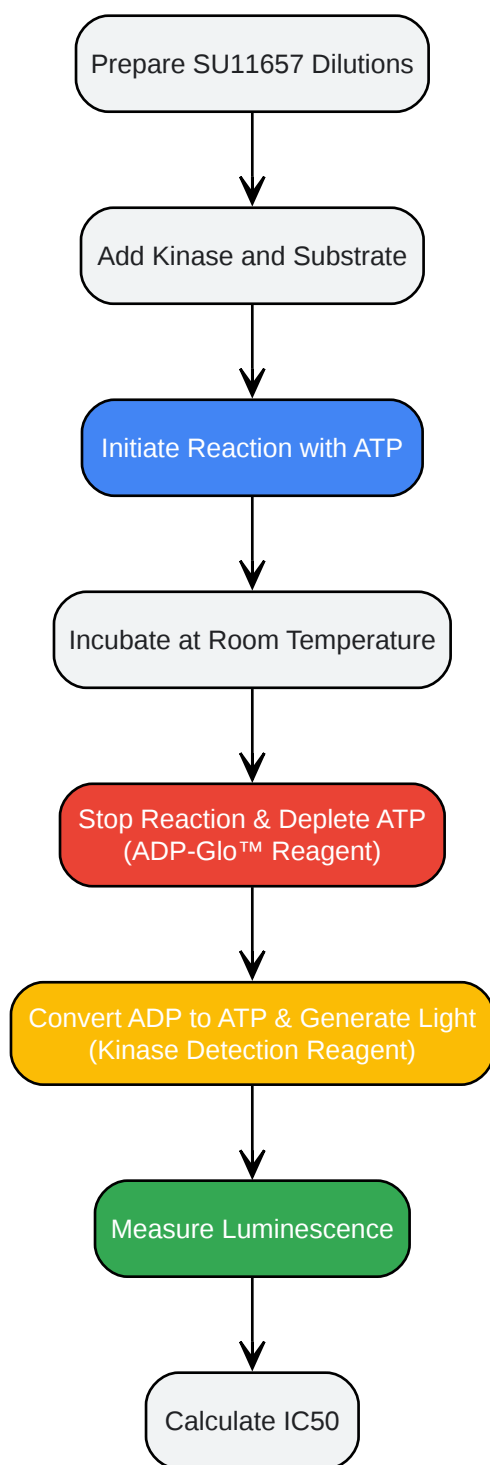 Prepare SU11657 Dilutions
Add Kinase and Substrate
Initiate Reaction with ATP
Incubate at Room Temperature
Stop Reaction & Deplete ATP
(ADP-Glo™ Reagent)
Convert ADP to ATP & Generate Light
(Kinase Detection Reagent)
Measure Luminescence
Calculate IC50